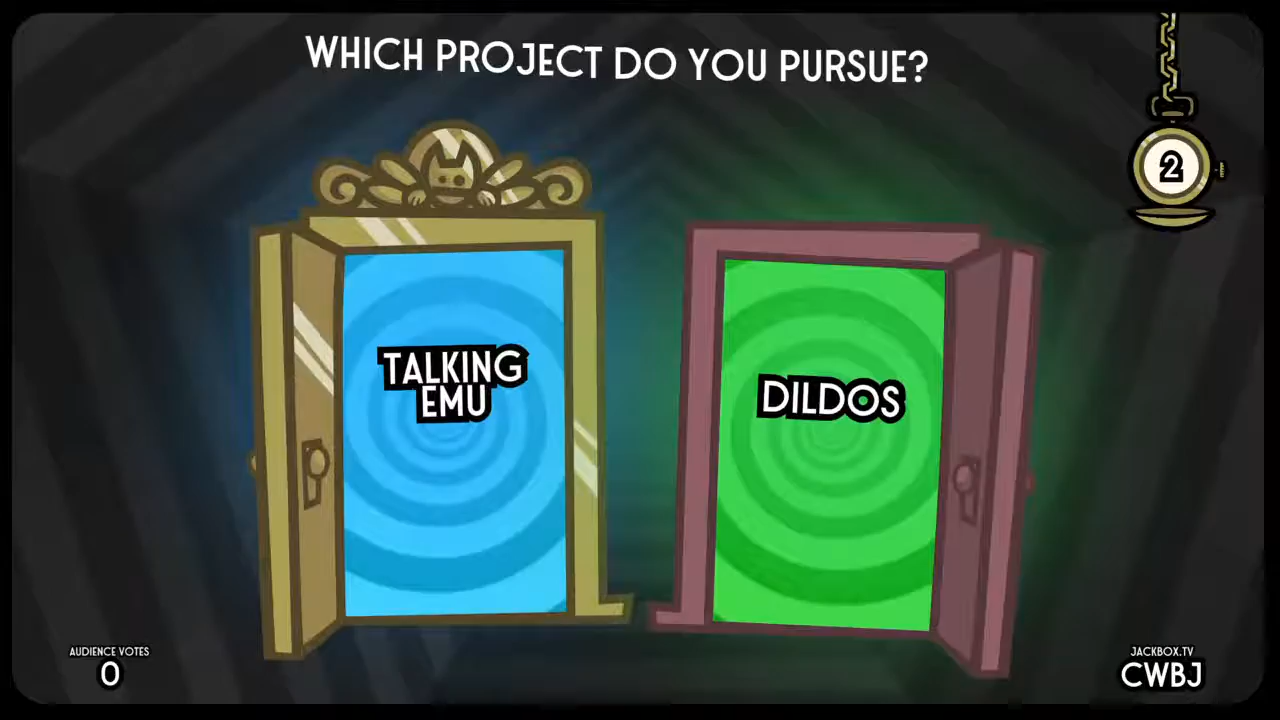 WHICH PROJECT DO YOU PURSUE?
2
TALKING
EMU
DILDOS
AUDIENCE VOTES
0
JACKBOX.TV
CWBJ